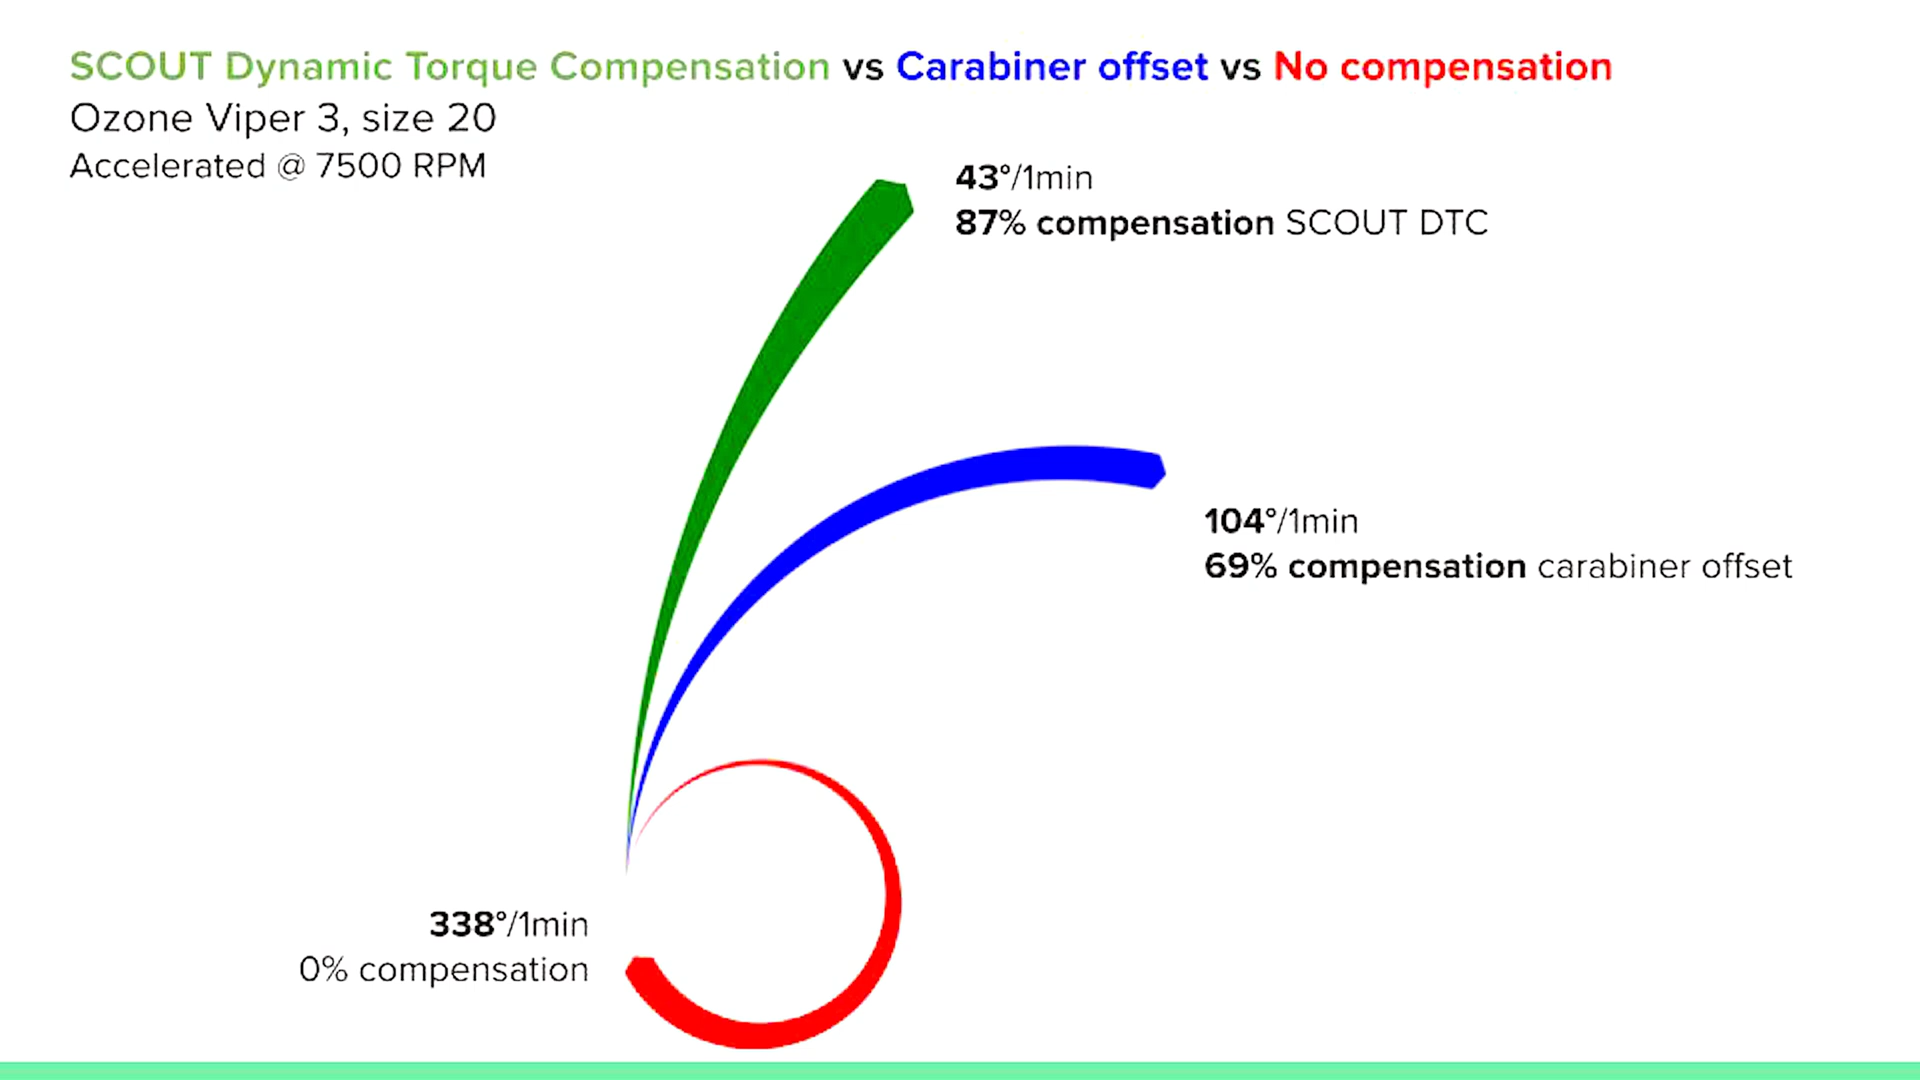 SCOUT Dynamic Torque Compensation vs Carabiner offset vs No compensation
Ozone Viper 3, size 20
Accelerated @ 7500 RPM
43°/1min
87% compensation SCOUT DTC
104°/1min
69% compensation carabiner offset
338°/1min
0% compensation